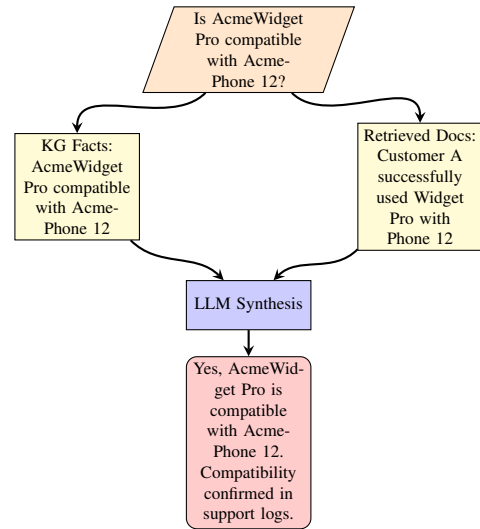 Is AcmeWidget
Pro compatible
with Acme-
Phone 12?
KG Facts:
AcmeWidget
Pro compatible
with Acme-
Phone 12
Retrieved Docs:
Customer A
successfully
used Widget
Pro with
Phone 12
LLM Synthesis
Yes, AcmeWid-
get Pro is
compatible
with Acme-
Phone 12.
Compatibility
confirmed in
support logs.